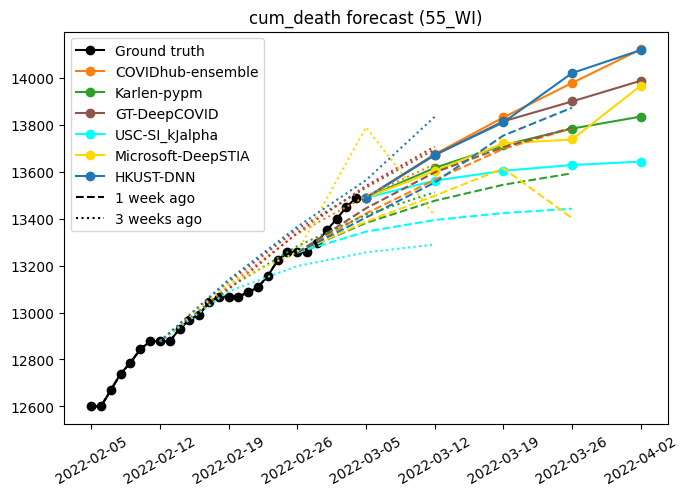 cum_death forecast (55_WI)
Ground truth
COVIDhub-ensemble
Karlen-pypm
GT-DeepCOVID
USC-SI_kJalpha
Microsoft-DeepSTIA
HKUST-DNN
1 week ago
3 weeks ago
14000
13800
13600
13400
13200
13000
12800
12600
2022-02-05
2022-02-12
2022-02-19
2022-02-26
2022-03-05
2022-03-12
2022-03-19
2022-03-26
2022-04-02